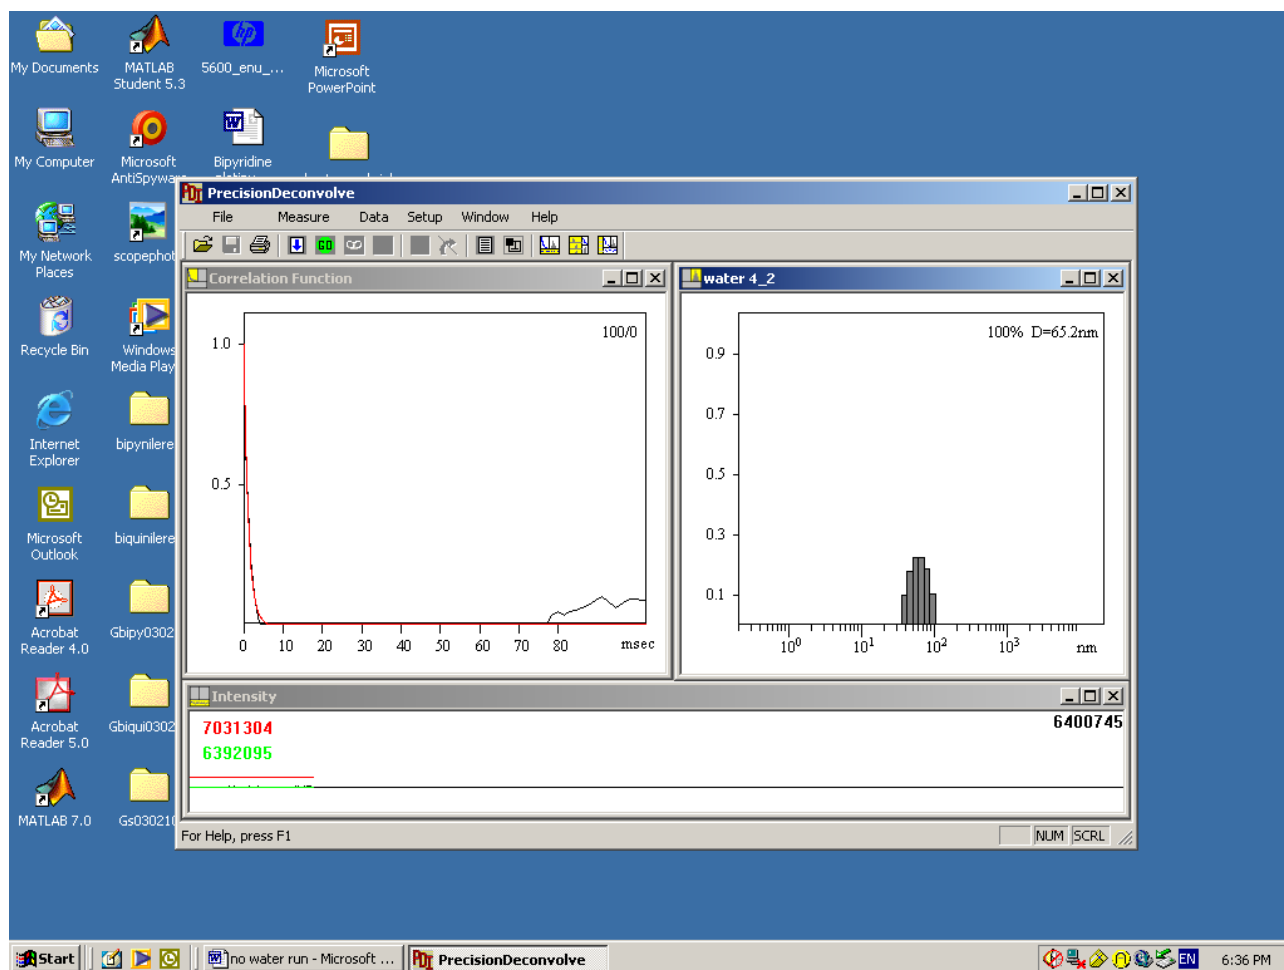 My Documents
MATLAB Student 5.3
5600_enu_...
Microsoft PowerPoint
My Computer
Microsoft AntiSpyware
Bipyridine
My Network Places
scopephot
Recycle Bin
Windows Media Play
Internet Explorer
bipynilere
Microsoft Outlook
biquinilere
Acrobat Reader 4.0
Gbipy0302
Acrobat Reader 5.0
Gbiqui0302
MATLAB 7.0
Gs030210
PrecisionDeconvolve
File Measure Data Setup Window Help
GO
Correlation Function
100/0
1.0
0.5
0 10 20 30 40 50 60 70 80 msec
water 4_2
100% D=65.2nm
0.9
0.7
0.5
0.3
0.1
10⁰ 10¹ 10² 10³ nm
Intensity
7031304
6392095
6400745
For Help, press F1
NUM SCRL
Start
no water run - Microsoft ...
PrecisionDeconvolve
EN
6:36 PM